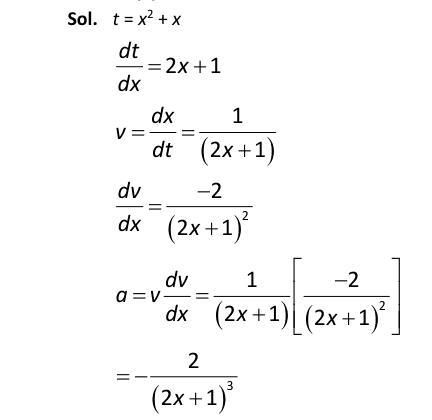 Sol. t = x² + x
dt/dx = 2x + 1
v = dx/dt = 1/(2x + 1)
dv/dx = −2/(2x + 1)²
a = v dv/dx = 1/(2x + 1) [−2/(2x + 1)²]
= − 2/(2x + 1)³